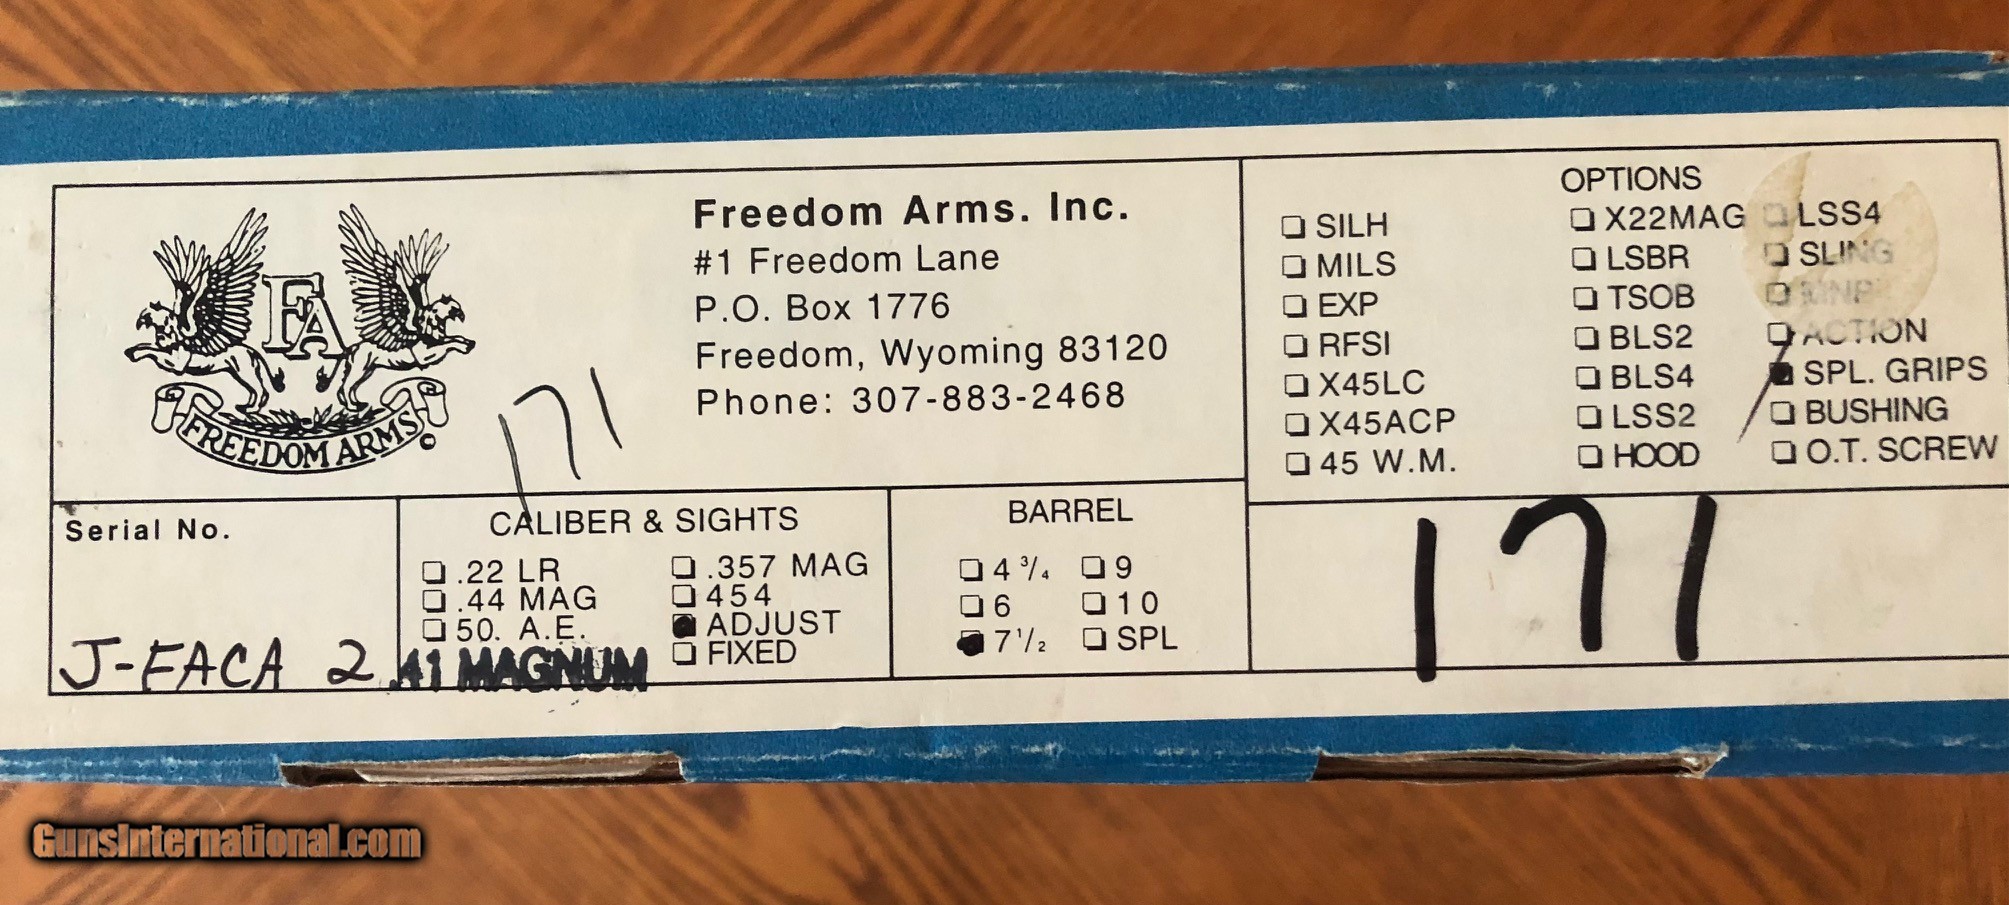 FA
FREEDOM ARMS
171
Freedom Arms. Inc.
#1 Freedom Lane
P.O. Box 1776
Freedom, Wyoming 83120
Phone: 307-883-2468
OPTIONS
SILH
MILS
EXP
RFSI
X45LC
X45ACP
45 W.M.
X22MAG
LSBR
TSOB
BLS2
BLS4
LSS2
HOOD
LSS4
SLING
ACTION
SPL. GRIPS
BUSHING
O.T. SCREW
Serial No.
J-FACA 2
CALIBER & SIGHTS
.22 LR
.44 MAG
50. A.E.
.41 MAGNUM
.357 MAG
454
ADJUST
FIXED
BARREL
4 3/4
6
7 1/2
9
10
SPL
171
GunsInternational.com